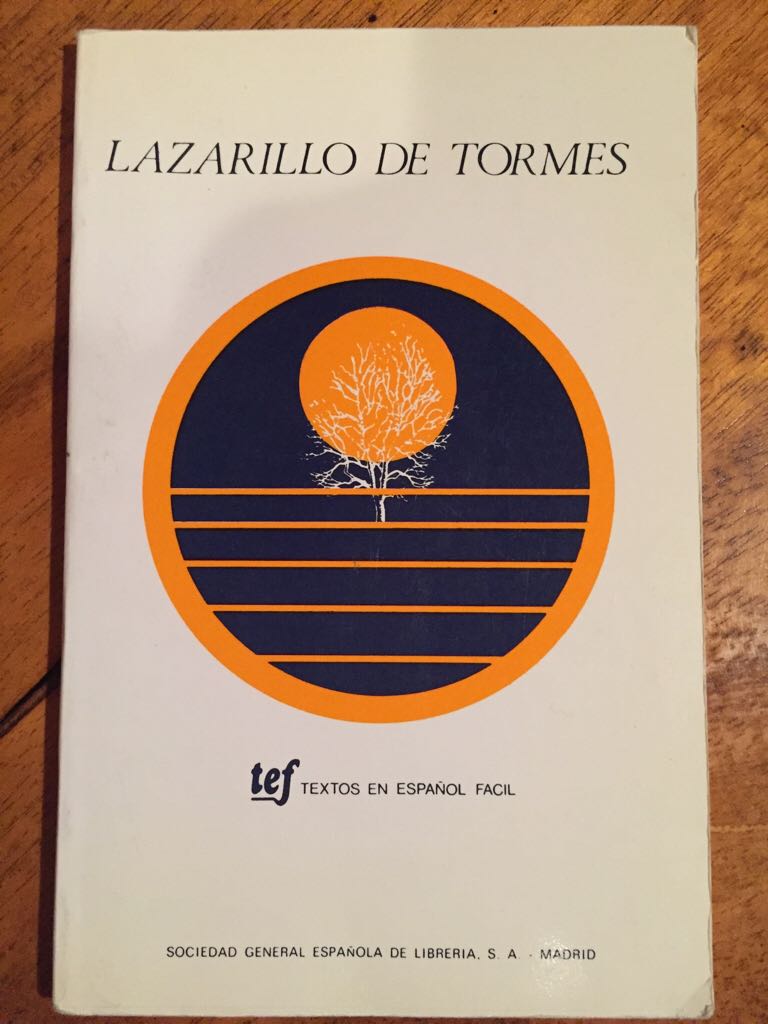 LAZARILLO DE TORMES
tef TEXTOS EN ESPAÑOL FACIL
SOCIEDAD GENERAL ESPAÑOLA DE LIBRERIA, S. A. - MADRID